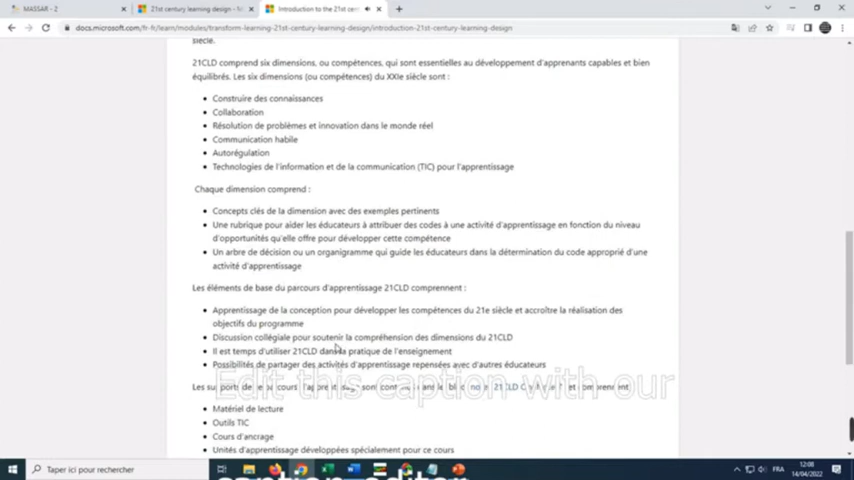 MASSAR - 2
21st century learning design -
Introduction to the 21st cent
docs.microsoft.com/fr-fr/learn/modules/transform-learning-21st-century-learning-design/introduction-21st-century-learning-design
siècle.
21CLD comprend six dimensions, ou compétences, qui sont essentielles au développement d'apprenants capables et bien
équilibrés. Les six dimensions (ou compétences) du XXIe siècle sont :
Construire des connaissances
Collaboration
Résolution de problèmes et innovation dans le monde réel
Communication habile
Autorégulation
Technologies de l'information et de la communication (TIC) pour l'apprentissage
Chaque dimension comprend :
Concepts clés de la dimension avec des exemples pertinents
Une rubrique pour aider les éducateurs à attribuer des codes à une activité d'apprentissage en fonction du niveau
d'opportunités qu'elle offre pour développer cette compétence
Un arbre de décision ou un organigramme qui guide les éducateurs dans la détermination du code approprié d'une
activité d'apprentissage
Les éléments de base du parcours d'apprentissage 21CLD comprennent :
Apprentissage de la conception pour développer les compétences du 21e siècle et accroître la réalisation des
objectifs du programme
Discussion collégiale pour soutenir la compréhension des dimensions du 21CLD
Il est temps d'utiliser 21CLD dans la pratique de l'enseignement
Possibilités de partager des activités d'apprentissage repensées avec d'autres éducateurs
Edit this caption with our
Les supports de ce parcours d'apprentissage sont 21CLD comprennent
Matériel de lecture
Outils TIC
Cours d'ancrage
Unités d'apprentissage développées spécialement pour ce cours
caption editor
Taper ici pour rechercher
FRA
12:08
14/04/2022